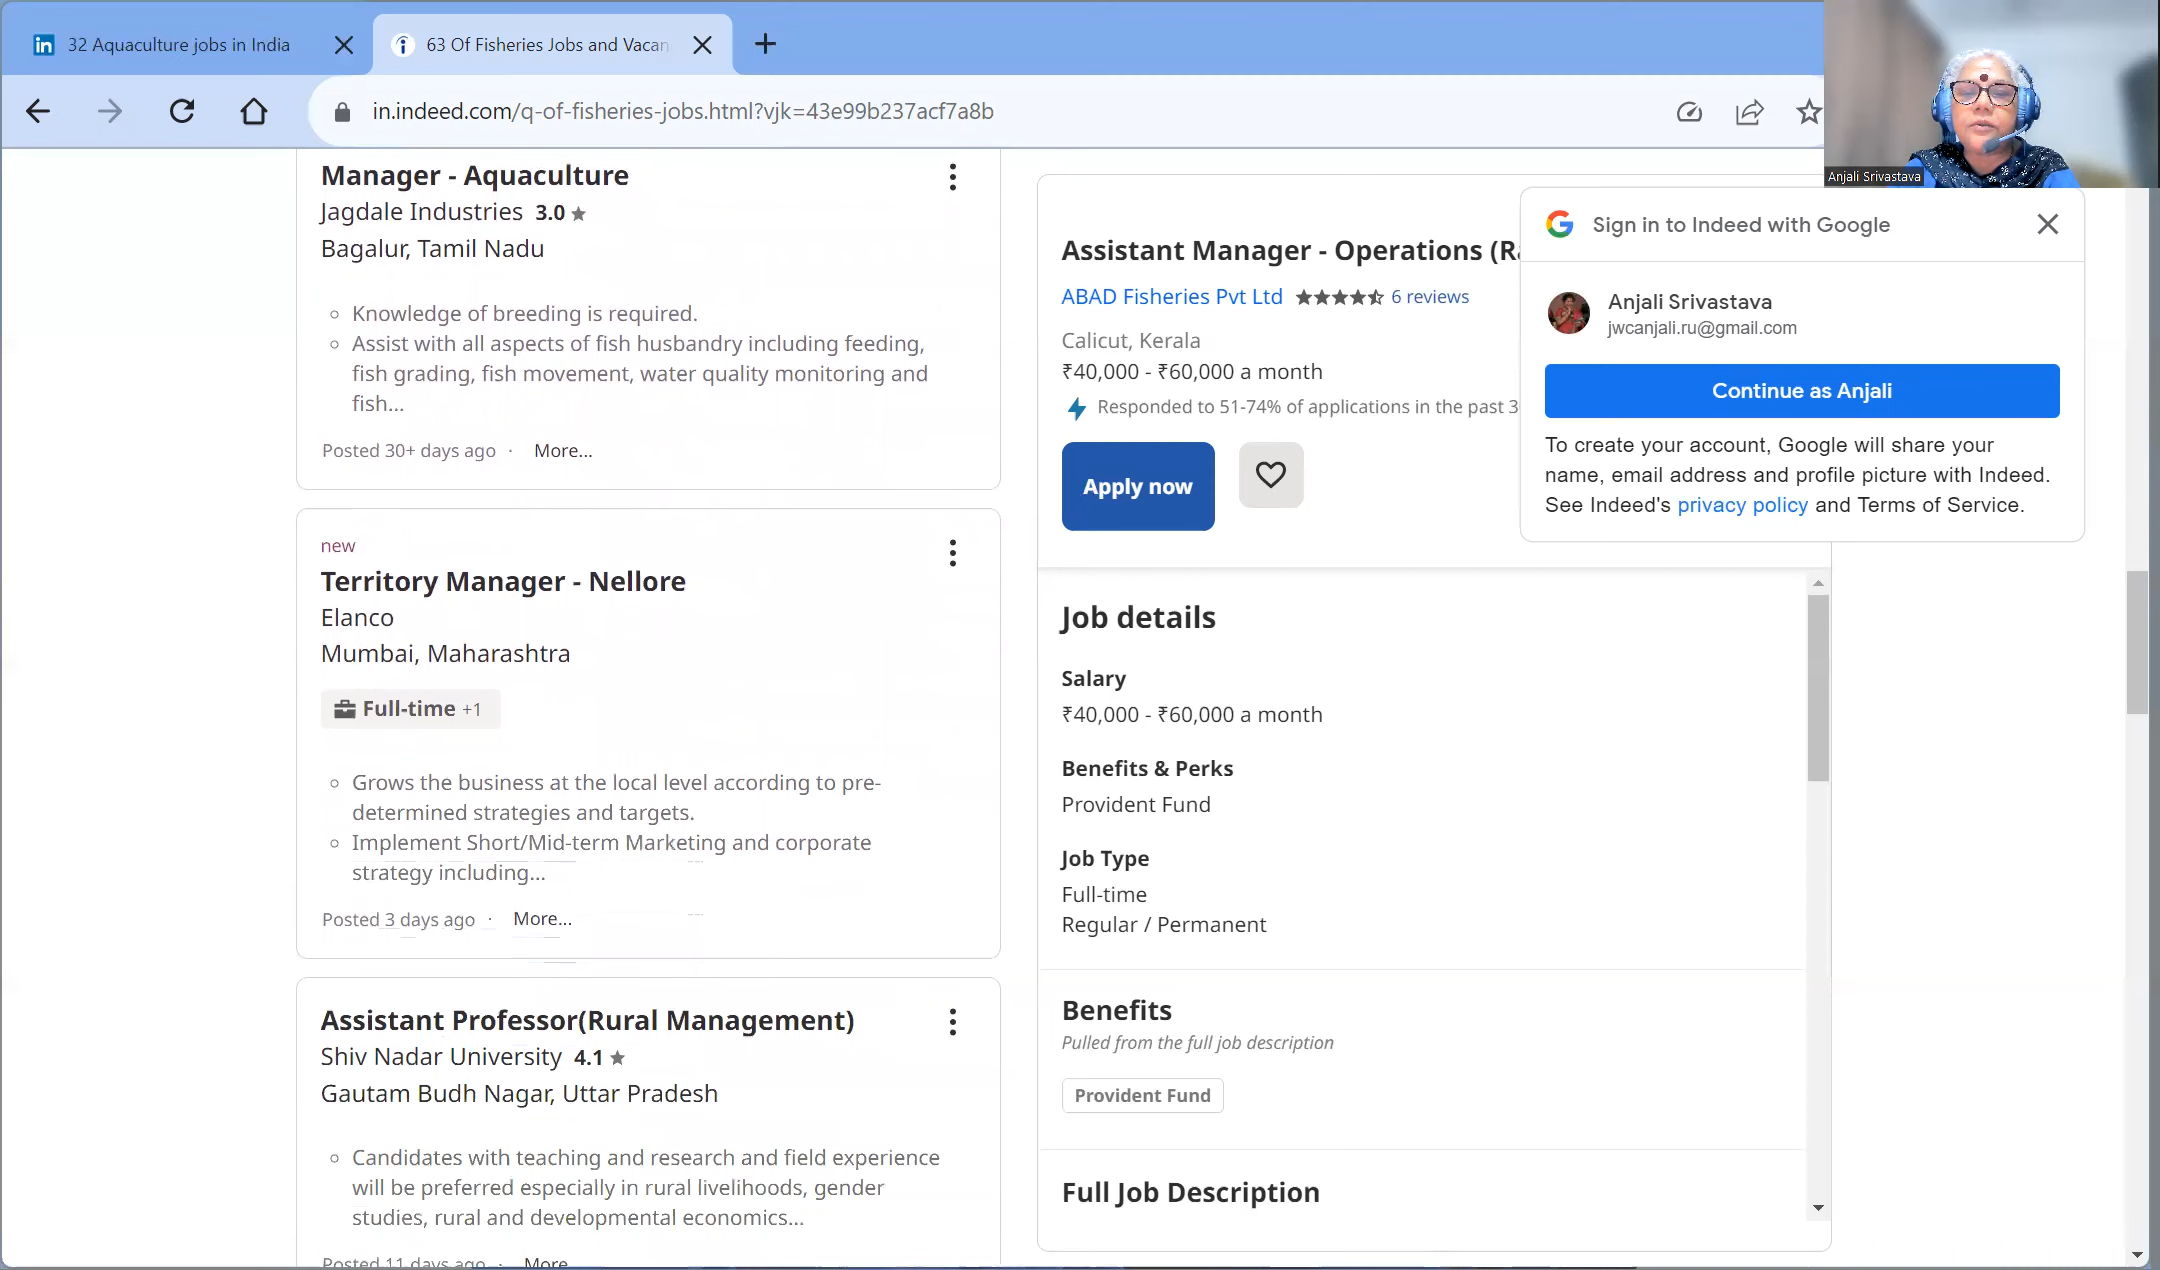 32 Aquaculture jobs in India
63 Of Fisheries Jobs and Vacan
in.indeed.com/q-of-fisheries-jobs.html?vjk=43e99b237acf7a8b
Anjali Srivastava
Manager - Aquaculture
Jagdale Industries 3.0
Bagalur, Tamil Nadu
Knowledge of breeding is required.
Assist with all aspects of fish husbandry including feeding,
fish grading, fish movement, water quality monitoring and
fish...
Posted 30+ days ago · More...
new
Territory Manager - Nellore
Elanco
Mumbai, Maharashtra
Full-time +1
Grows the business at the local level according to pre-
determined strategies and targets.
Implement Short/Mid-term Marketing and corporate
strategy including...
Posted 3 days ago · More...
Assistant Professor(Rural Management)
Shiv Nadar University 4.1
Gautam Budh Nagar, Uttar Pradesh
Candidates with teaching and research and field experience
will be preferred especially in rural livelihoods, gender
studies, rural and developmental economics...
Posted 11 days ago · More
Assistant Manager - Operations (R
ABAD Fisheries Pvt Ltd 6 reviews
Calicut, Kerala
₹40,000 - ₹60,000 a month
Responded to 51-74% of applications in the past 3
Apply now
Job details
Salary
₹40,000 - ₹60,000 a month
Benefits & Perks
Provident Fund
Job Type
Full-time
Regular / Permanent
Benefits
Pulled from the full job description
Provident Fund
Full Job Description
Sign in to Indeed with Google
Anjali Srivastava
jwcanjali.ru@gmail.com
Continue as Anjali
To create your account, Google will share your
name, email address and profile picture with Indeed.
See Indeed's privacy policy and Terms of Service.